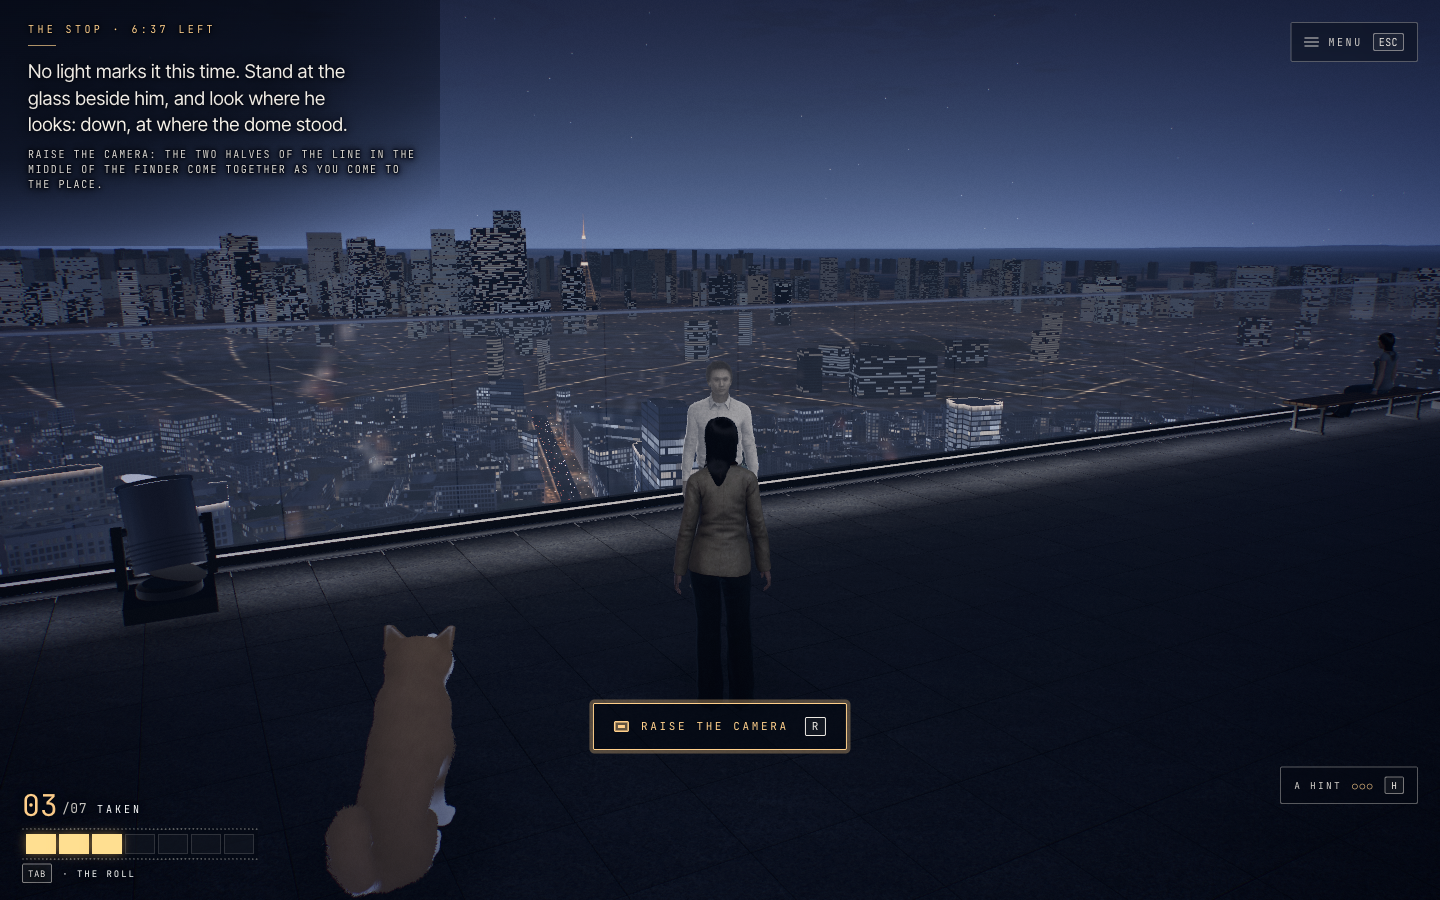 THE STOP · 6:37 LEFT
No light marks it this time. Stand at the
glass beside him, and look where he
looks: down, at where the dome stood.
RAISE THE CAMERA: THE TWO HALVES OF THE LINE IN THE
MIDDLE OF THE FINDER COME TOGETHER AS YOU COME TO
THE PLACE.
MENU ESC
RAISE THE CAMERA R
A HINT ○○○ H
03 /07 TAKEN
TAB · THE ROLL